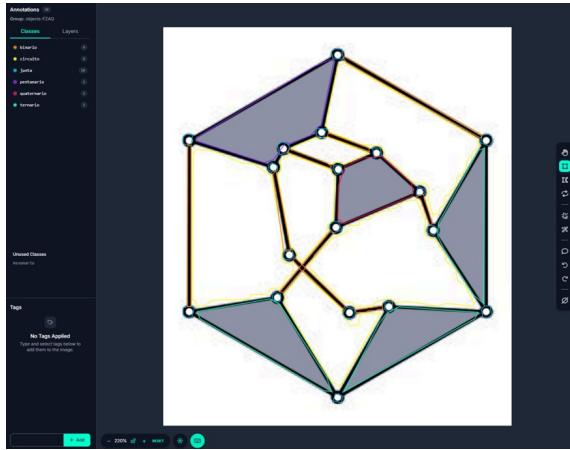 Annotations
Group: objects-FZAQ
Classes Layers
binario
circuito
junta
pentanario
quaternario
ternario
Unused Classes
Tags
No Tags Applied
Type and select tags below to
add them to the image.
+ Add
− 220% + RESET